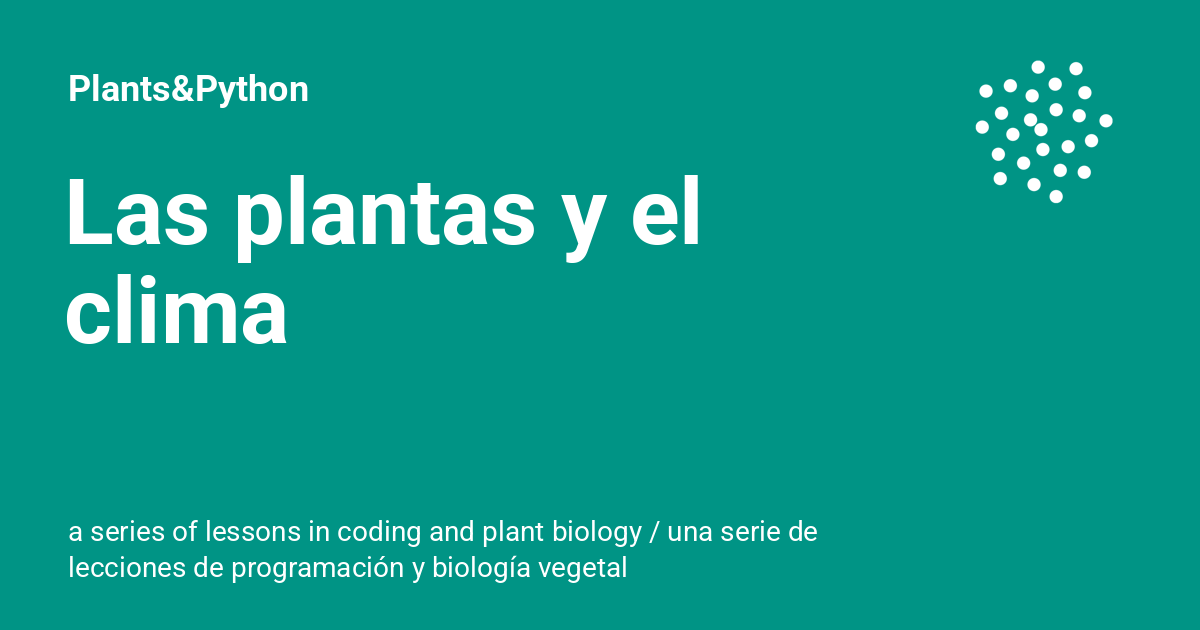 Plants&Python
Las plantas y el
clima
a series of lessons in coding and plant biology / una serie de
lecciones de programación y biología vegetal